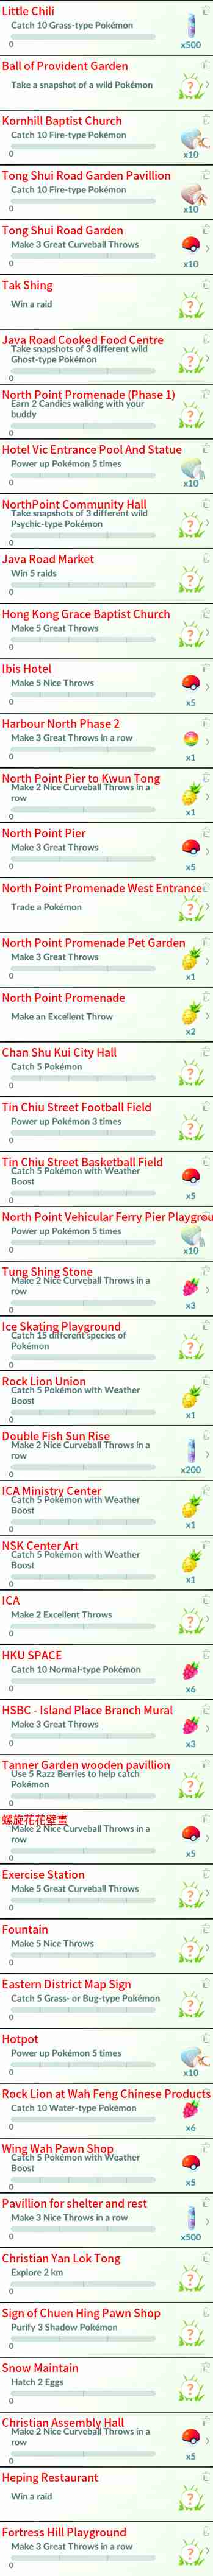 Little Chili
Catch 10 Grass-type Pokémon
0
x500
Ball of Provident Garden
Take a snapshot of a wild Pokémon
?
Kornhill Baptist Church
Catch 10 Fire-type Pokémon
0
x10
Tong Shui Road Garden Pavillion
Catch 10 Fire-type Pokémon
0
x10
Tong Shui Road Garden
Make 3 Great Curveball Throws
0
x10
Tak Shing
Win a raid
?
Java Road Cooked Food Centre
Take snapshots of 3 different wild
Ghost-type Pokémon
?
0
North Point Promenade (Phase 1)
Earn 2 Candies walking with your
buddy
?
0
Hotel Vic Entrance Pool And Statue
Power up Pokémon 5 times
0
x10
NorthPoint Community Hall
Take snapshots of 3 different wild
Psychic-type Pokémon
?
0
Java Road Market
Win 5 raids
?
0
Hong Kong Grace Baptist Church
Make 5 Great Throws
?
0
Ibis Hotel
Make 5 Nice Throws
0
x5
Harbour North Phase 2
Make 3 Great Throws in a row
0
x1
North Point Pier to Kwun Tong
Make 2 Nice Curveball Throws in a
row
0
x1
North Point Pier
Make 3 Great Throws
0
x5
North Point Promenade West Entrance
Trade a Pokémon
?
North Point Promenade Pet Garden
Make 3 Great Throws
0
x1
North Point Promenade
Make an Excellent Throw
x2
Chan Shu Kui City Hall
Catch 5 Pokémon
?
0
Tin Chiu Street Football Field
Power up Pokémon 3 times
?
0
Tin Chiu Street Basketball Field
Catch 5 Pokémon with Weather
Boost
0
x5
North Point Vehicular Ferry Pier Playgrou
Power up Pokémon 5 times
0
x10
Tung Shing Stone
Make 2 Nice Curveball Throws in a
row
0
x3
Ice Skating Playground
Catch 15 different species of
Pokémon
?
0
Rock Lion Union
Catch 5 Pokémon with Weather
Boost
0
x1
Double Fish Sun Rise
Make 2 Nice Curveball Throws in a
row
0
x200
ICA Ministry Center
Catch 5 Pokémon with Weather
Boost
0
x1
NSK Center Art
Catch 5 Pokémon with Weather
Boost
0
x1
ICA
Make 2 Excellent Throws
?
0
HKU SPACE
Catch 10 Normal-type Pokémon
0
x6
HSBC - Island Place Branch Mural
Make 3 Great Throws
0
x3
Tanner Garden wooden pavillion
Use 5 Razz Berries to help catch
Pokémon
?
0
螺旋花花壁畫
Make 2 Nice Curveball Throws in a
row
0
x5
Exercise Station
Make 5 Great Curveball Throws
?
0
Fountain
Make 5 Nice Throws
?
0
Eastern District Map Sign
Catch 5 Grass- or Bug-type Pokémon
?
0
Hotpot
Power up Pokémon 5 times
0
x10
Rock Lion at Wah Feng Chinese Products
Catch 10 Water-type Pokémon
0
x6
Wing Wah Pawn Shop
Catch 5 Pokémon with Weather
Boost
0
x5
Pavillion for shelter and rest
Make 3 Nice Throws in a row
0
x500
Christian Yan Lok Tong
Explore 2 km
?
0
Sign of Chuen Hing Pawn Shop
Purify 3 Shadow Pokémon
?
0
Snow Maintain
Hatch 2 Eggs
?
0
Christian Assembly Hall
Make 2 Nice Curveball Throws in a
row
0
x5
Heping Restaurant
Win a raid
?
Fortress Hill Playground
Make 3 Great Throws in a row
?
0